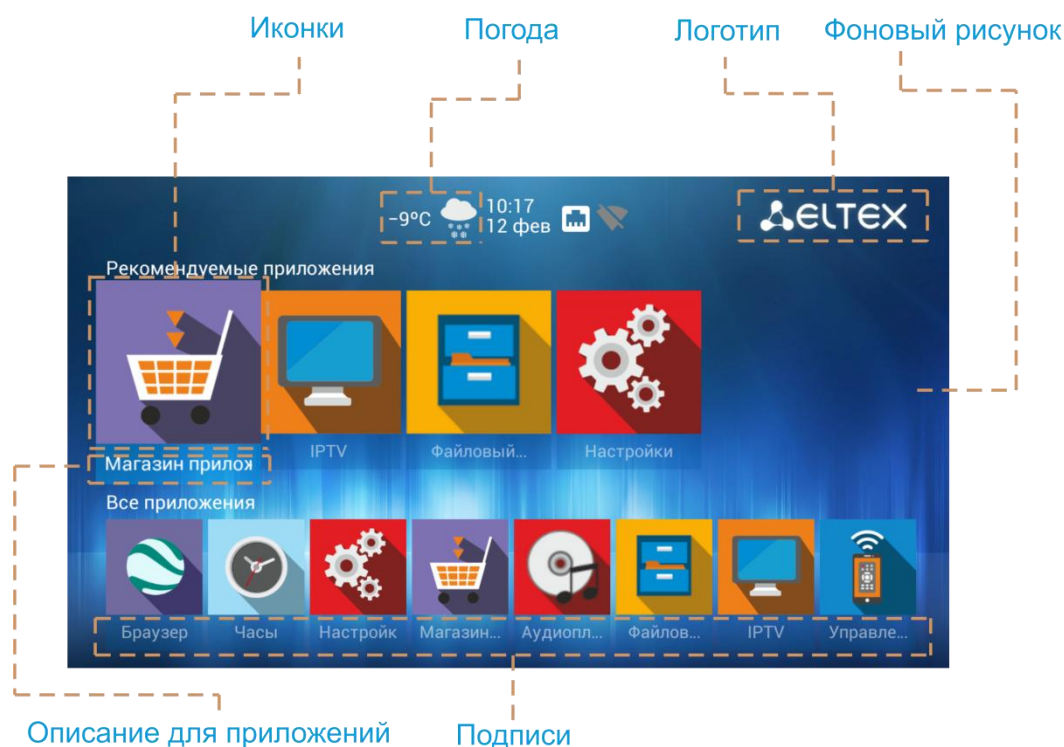 Иконки
Погода
Логотип
Фоновый рисунок
-9°C
10:17
12 фев
ELTEX
Рекомендуемые приложения
Магазин прилож
IPTV
Файловый...
Настройки
Все приложения
Браузер
Часы
Настройк
Магазин...
Аудиопл...
Файлов...
IPTV
Управле...
Описание для приложений
Подписи